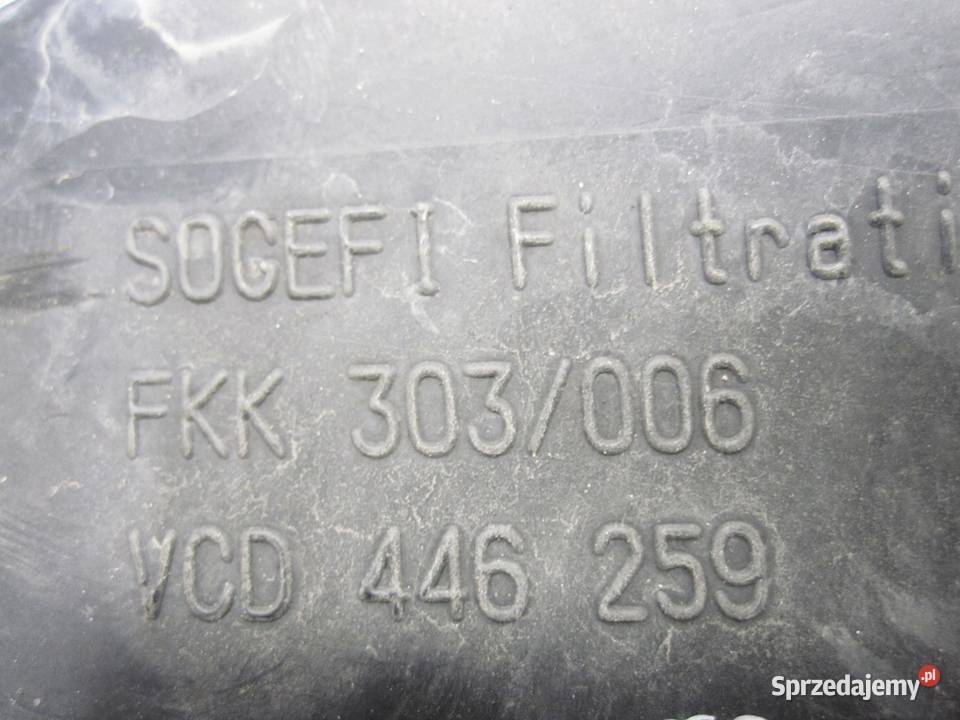 SOGEFI Filtrati
FKK 303/006
VCD 446 259
Sprzedajemy.pl